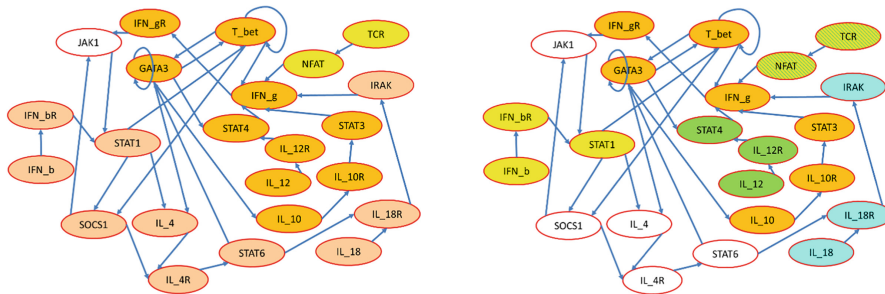 IFN_gR
T_bet
JAK1
TCR
GATA3
NFAT
IRAK
IFN_g
IFN_bR
STAT4
STAT3
STAT1
IL_12R
IFN_b
IL_12
IL_10R
SOCS1
IL_4
IL_10
IL_18R
STAT6
IL_18
IL_4R
IFN_gR
T_bet
JAK1
TCR
GATA3
NFAT
IRAK
IFN_g
IFN_bR
STAT4
STAT3
STAT1
IL_12R
IFN_b
IL_12
IL_10R
SOCS1
IL_4
IL_10
IL_18R
STAT6
IL_18
IL_4R